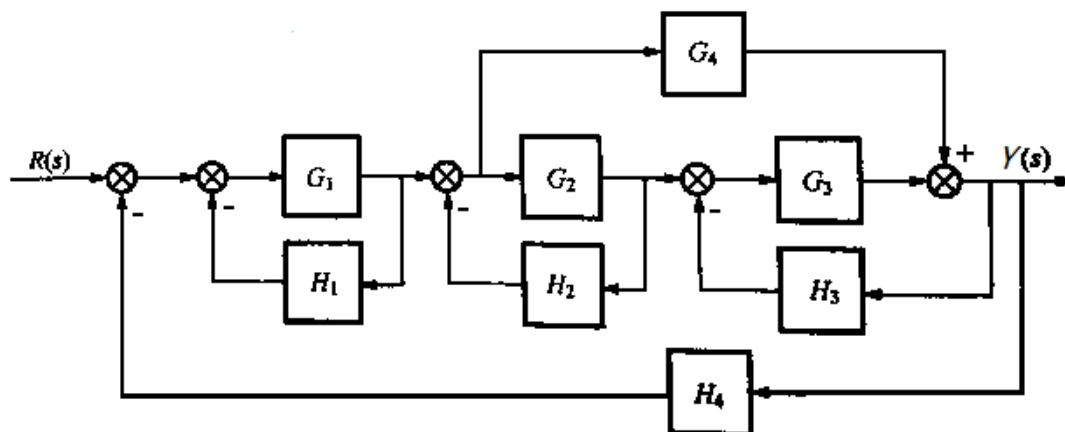 G₄
R(s)
G₁
G₂
G₃
+
Y(s)
-
-
-
-
H₁
H₂
H₃
H₄